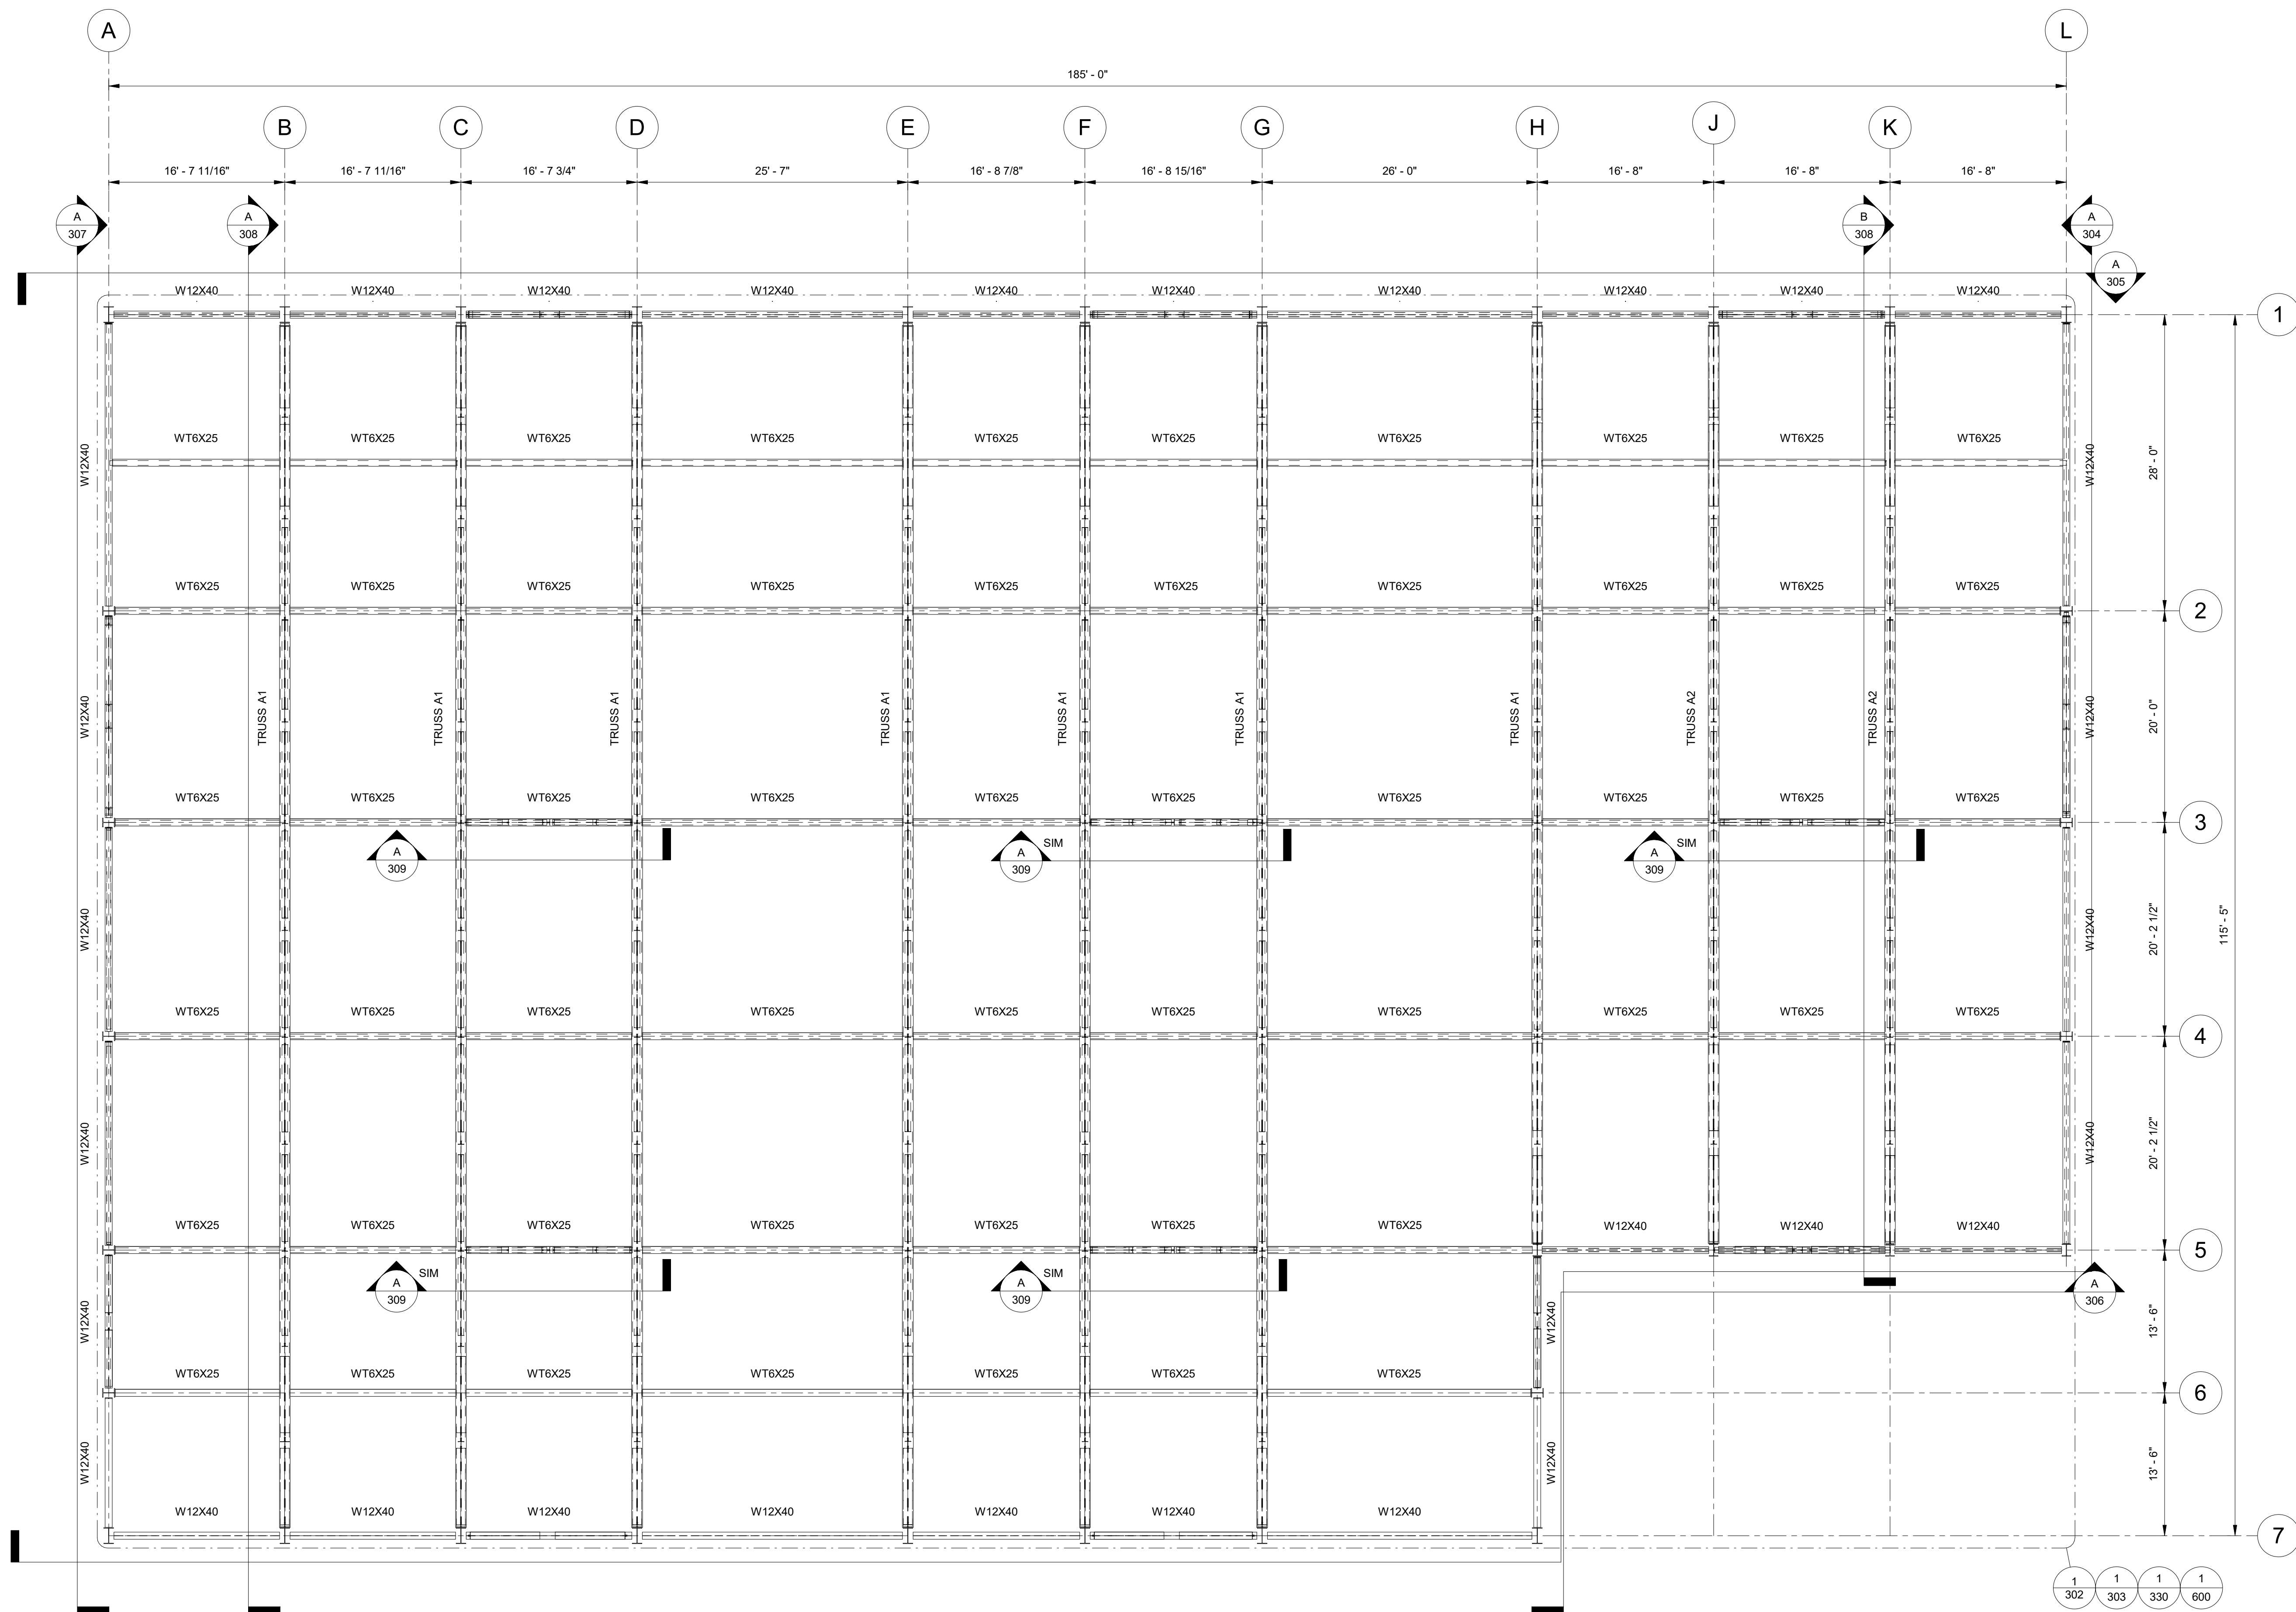 A L
185' - 0"
B C D E F G H J K
16' - 7 11/16" 16' - 7 11/16" 16' - 7 3/4" 25' - 7" 16' - 8 7/8" 16' - 8 15/16" 26' - 0" 16' - 8" 16' - 8" 16' - 8"
A 307
A 308
B 308
A 304
A 305
W12X40 W12X40 W12X40 W12X40 W12X40 W12X40 W12X40 W12X40 W12X40 W12X40
1
WT6X25 WT6X25 WT6X25 WT6X25 WT6X25 WT6X25 WT6X25 WT6X25 WT6X25 WT6X25
W12X40 W12X40 28' - 0"
WT6X25 WT6X25 WT6X25 WT6X25 WT6X25 WT6X25 WT6X25 WT6X25 WT6X25 WT6X25
2
W12X40 TRUSS A1 TRUSS A1 TRUSS A1 TRUSS A1 TRUSS A1 TRUSS A1 TRUSS A1 TRUSS A2 TRUSS A2 W12X40 20' - 0"
WT6X25 WT6X25 WT6X25 WT6X25 WT6X25 WT6X25 WT6X25 WT6X25 WT6X25 WT6X25
3
A 309
A 309 SIM
A 309 SIM
W12X40 W12X40 20' - 2 1/2" 115' - 5"
WT6X25 WT6X25 WT6X25 WT6X25 WT6X25 WT6X25 WT6X25 WT6X25 WT6X25 WT6X25
4
W12X40 W12X40 20' - 2 1/2"
WT6X25 WT6X25 WT6X25 WT6X25 WT6X25 WT6X25 WT6X25 W12X40 W12X40 W12X40
5
A 309 SIM
A 309 SIM
A 306
W12X40 W12X40 13' - 6"
WT6X25 WT6X25 WT6X25 WT6X25 WT6X25 WT6X25 WT6X25
6
W12X40 W12X40 13' - 6"
W12X40 W12X40 W12X40 W12X40 W12X40 W12X40 W12X40
7
1 302
1 303
1 330
1 600